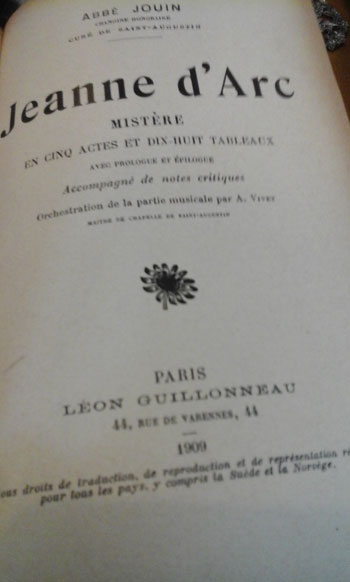 ABBÉ JOUIN
CHANOINE HONORAIRE
CURÉ DE SAINT-AUGUSTIN
Jeanne d'Arc
MISTÈRE
EN CINQ ACTES ET DIX-HUIT TABLEAUX
AVEC PROLOGUE ET ÉPILOGUE
Accompagné de notes critiques
Orchestration de la partie musicale par A. VIVET
MAITRE DE CHAPELLE DE SAINT-AUGUSTIN
PARIS
LÉON GUILLONNEAU
44, RUE DE VARENNES, 44
1909
ous droits de traduction, de reproduction et de représentation ré
pour tous les pays, y compris la Suède et la Norvège.